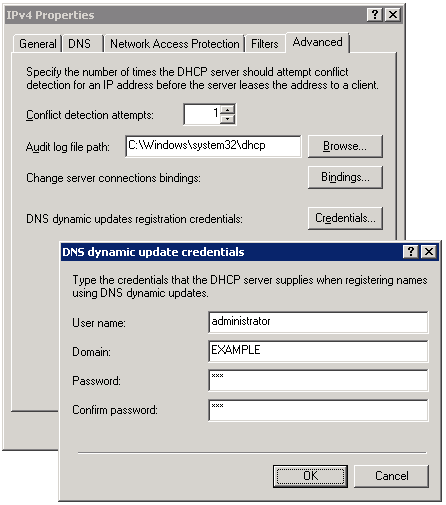 IPv4 Properties
General DNS Network Access Protection Filters Advanced
Specify the number of times the DHCP server should attempt conflict
detection for an IP address before the server leases the address to a client.
Conflict detection attempts: 1
Audit log file path: C:\Windows\system32\dhcp Browse...
Change server connections bindings: Bindings...
DNS dynamic updates registration credentials: Credentials...
DNS dynamic update credentials
Type the credentials that the DHCP server supplies when registering names
using DNS dynamic updates.
User name: administrator
Domain: EXAMPLE
Password: ***
Confirm password: ***
OK Cancel